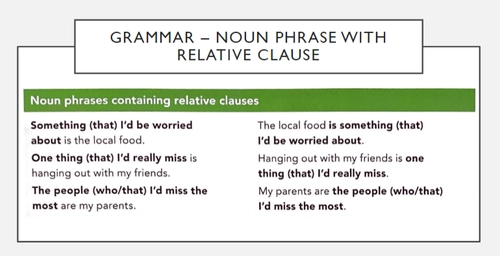 GRAMMAR – NOUN PHRASE WITH
RELATIVE CLAUSE
Noun phrases containing relative clauses
Something (that) I'd be worried
about is the local food.
One thing (that) I'd really miss is
hanging out with my friends.
The people (who/that) I'd miss the
most are my parents.
The local food is something (that)
I'd be worried about.
Hanging out with my friends is one
thing (that) I'd really miss.
My parents are the people (who/that)
I'd miss the most.